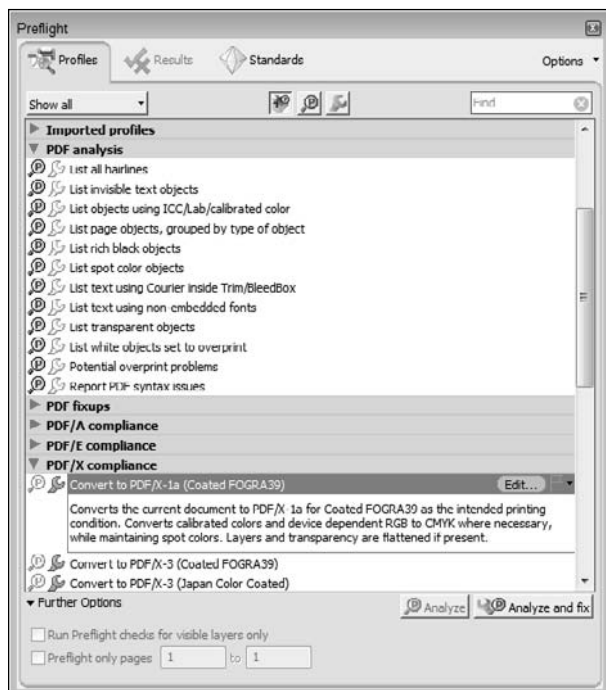 Preflight
Profiles Results Standards Options
Show all Find
Imported profiles
PDF analysis
List all hairlines
List invisible text objects
List objects using ICC/Lab/calibrated color
List page objects, grouped by type of object
List rich black objects
List spot color objects
List text using Courier inside Trim/BleedBox
List text using non-embedded fonts
List transparent objects
List white objects set to overprint
Potential overprint problems
Report PDF syntax issues
PDF fixups
PDF/A compliance
PDF/E compliance
PDF/X compliance
Convert to PDF/X-1a (Coated FOGRA39) Edit...
Converts the current document to PDF/X-1a for Coated FOGRA39 as the intended printing
condition. Converts calibrated colors and device dependent RGB to CMYK where necessary,
while maintaining spot colors. Layers and transparency are flattened if present.
Convert to PDF/X-3 (Coated FOGRA39)
Convert to PDF/X-3 (Japan Color Coated)
Further Options Analyze Analyze and fix
Run Preflight checks for visible layers only
Preflight only pages 1 to 1